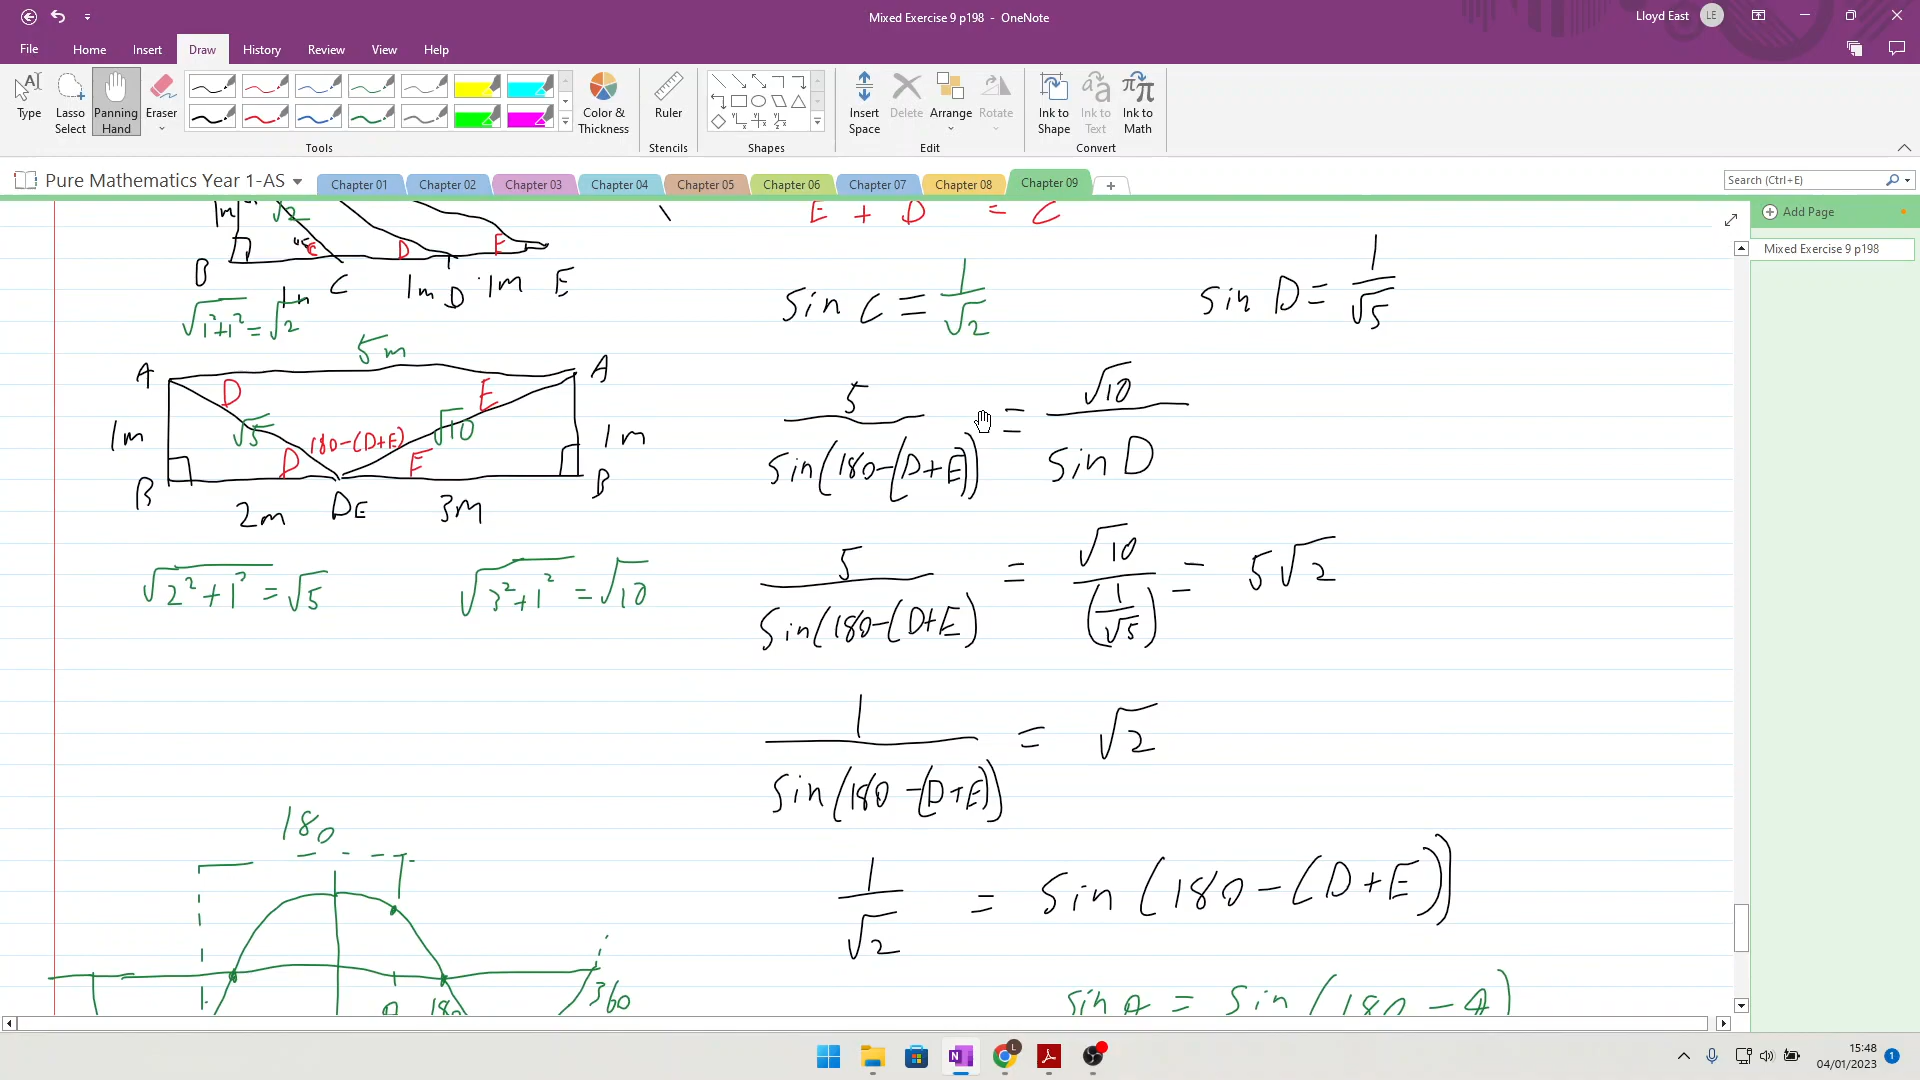 Mixed Exercise 9 p198 - OneNote
Lloyd East LE
File Home Insert Draw History Review View Help
Type
Lasso Select
Panning Hand
Eraser
Color & Thickness
Ruler
Insert Space
Delete
Arrange
Rotate
Ink to Shape
Ink to Text
Ink to Math
Tools Stencils Shapes Edit Convert
Pure Mathematics Year 1-AS
Chapter 01 Chapter 02 Chapter 03 Chapter 04 Chapter 05 Chapter 06 Chapter 07 Chapter 08 Chapter 09
Search (Ctrl+E)
Add Page
Mixed Exercise 9 p198
1m √2 E + D = C
45 C D E
B 1m C 1m D 1m E
√1²+1² = √2
sin C = 1/√2
sin D = 1/√5
5m
A D E A
1m √5 180-(D+E) √10 1m
B D E B
2m DE 3m
√2²+1² = √5
√3²+1² = √10
5/sin(180-(D+E)) = √10/sin D
5/sin(180-(D+E) = √10/(1/√5) = 5√2
1/sin(180-(D+E)) = √2
1/√2 = sin(180-(D+E))
180
180 360
sin A = sin(180-A)
15:48
04/01/2023